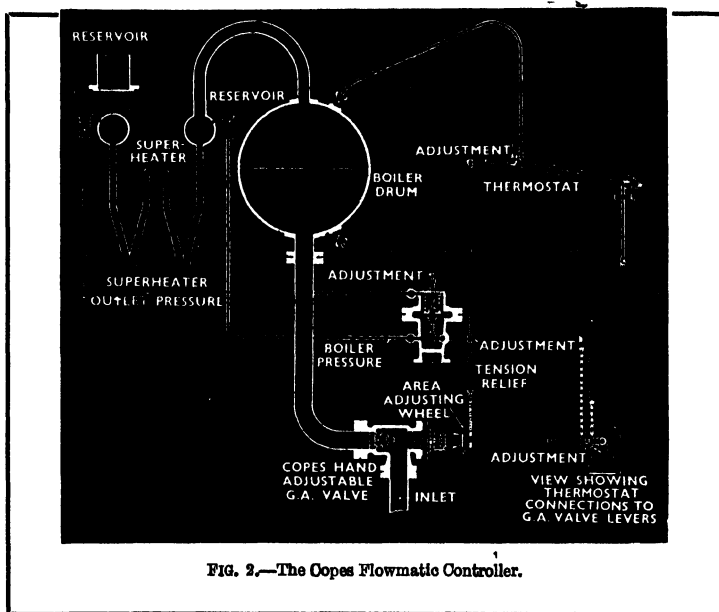 RESERVOIR
RESERVOIR
SUPER-
HEATER
ADJUSTMENT
THERMOSTAT
BOILER
DRUM
SUPERHEATER
OUTLET PRESSURE
ADJUSTMENT
BOILER
PRESSURE
ADJUSTMENT
TENSION
RELIEF
AREA
ADJUSTING
WHEEL
COPES HAND
ADJUSTABLE
G.A. VALVE
INLET
ADJUSTMENT
VIEW SHOWING
THERMOSTAT
CONNECTIONS TO
G.A. VALVE LEVERS
FIG. 2.—The Copes Flowmatic Controller.